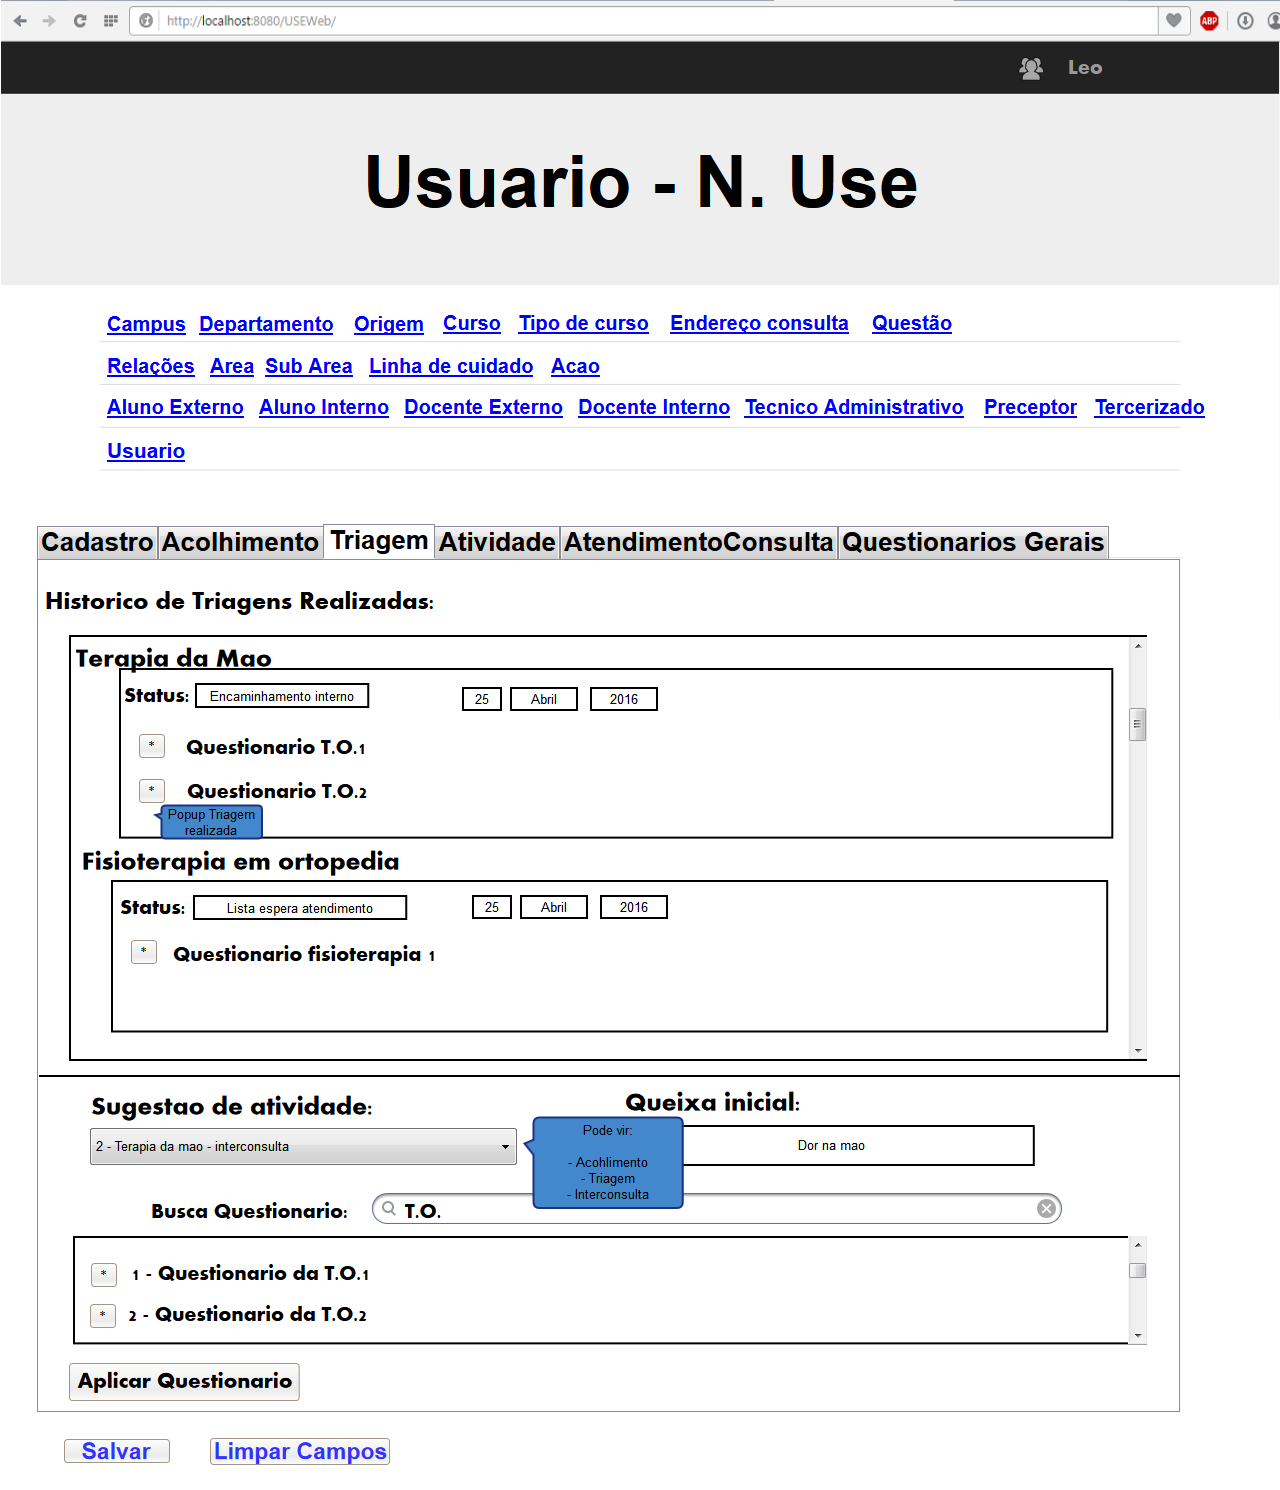 http://localhost:8080/USEWeb/
ABP
Leo
Usuario - N. Use
Campus Departamento Origem Curso Tipo de curso Endereço consulta Questão
Relações Area Sub Area Linha de cuidado Acao
Aluno Externo Aluno Interno Docente Externo Docente Interno Tecnico Administrativo Preceptor Tercerizado
Usuario
Cadastro Acolhimento Triagem Atividade AtendimentoConsulta Questionarios Gerais
Historico de Triagens Realizadas:
Terapia da Mao
Status: Encaminhamento interno 25 Abril 2016
* Questionario T.O.1
* Questionario T.O.2
Popup Triagem
realizada
Fisioterapia em ortopedia
Status: Lista espera atendimento 25 Abril 2016
* Questionario fisioterapia 1
Sugestao de atividade: Queixa inicial:
2 - Terapia da mao - interconsulta
Pode vir:
- Acohlimento
- Triagem
- Interconsulta
Dor na mao
Busca Questionario: T.O.
* 1 - Questionario da T.O.1
* 2 - Questionario da T.O.2
Aplicar Questionario
Salvar Limpar Campos